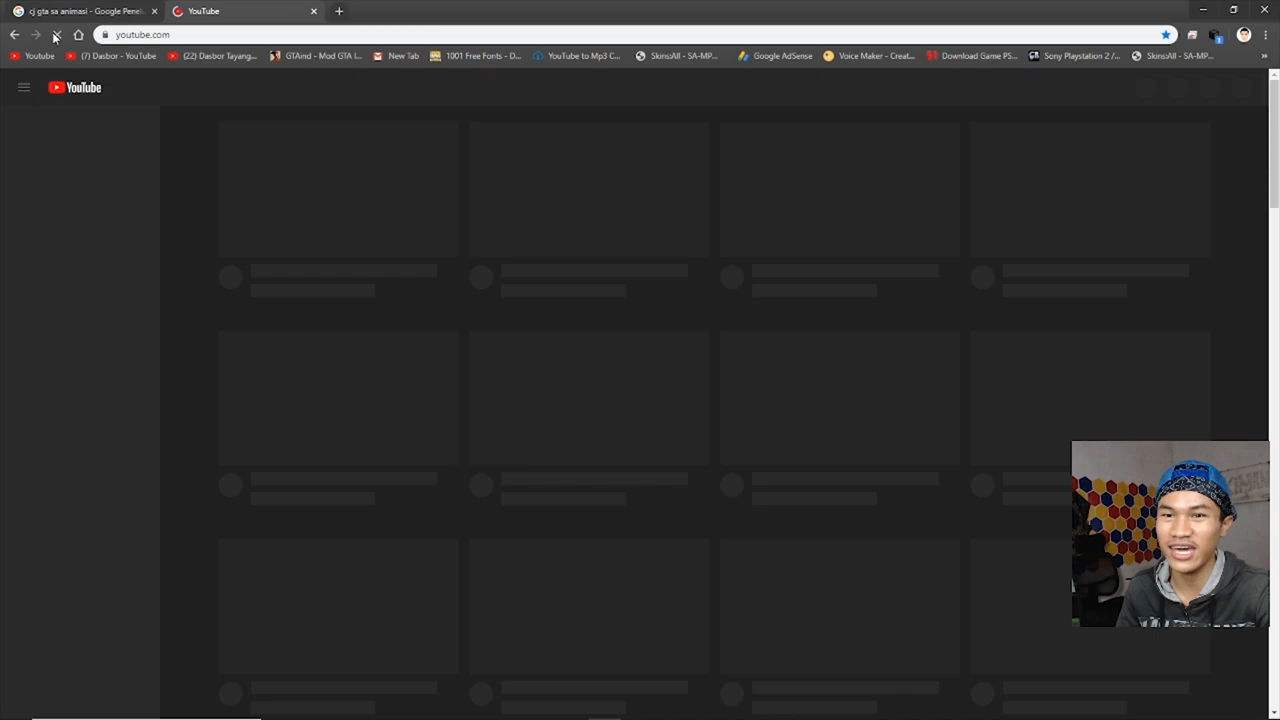 cj gta sa animasi - Google Penel
YouTube
youtube.com
Youtube
(7) Dasbor - YouTube
(22) Dasbor Tayang...
GTAind - Mod GTA I...
New Tab
1001 Free Fonts - D...
YouTube to Mp3 C...
SkinsAll - SA-MP...
Google AdSense
Voice Maker - Creat...
Download Game PS...
Sony Playstation 2 /...
SkinsAll - SA-MP...
YouTube